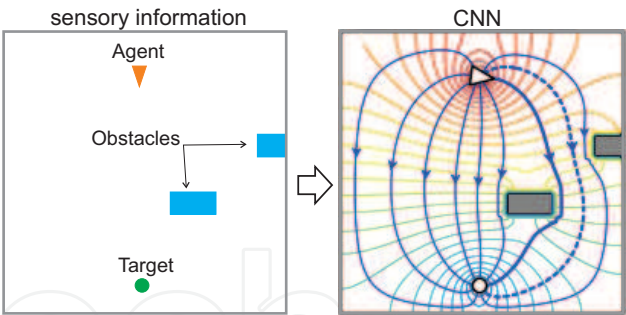 sensory information
CNN
Agent
Obstacles
Target